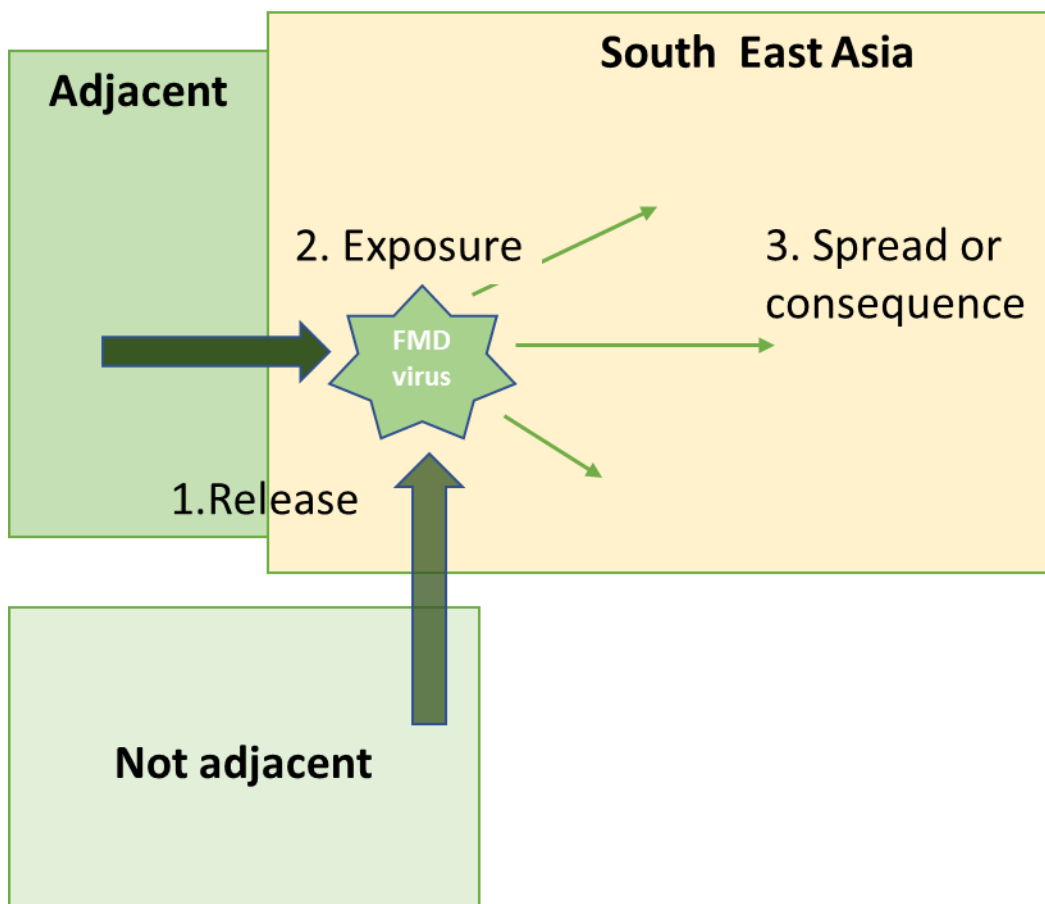 South East Asia
Adjacent
2. Exposure
3. Spread or
consequence
FMD
virus
1.Release
Not adjacent